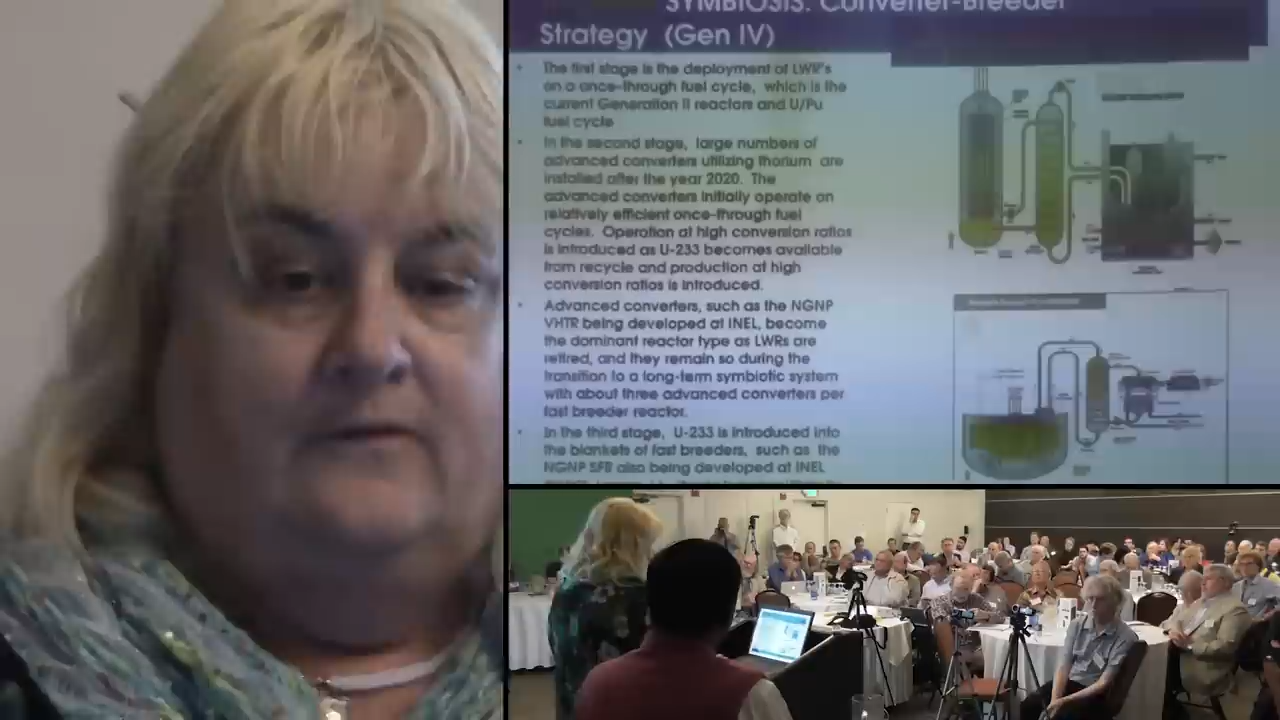 SYMBIOSIS: Converter-Breeder
Strategy (Gen IV)
The first stage is the deployment of LWR's
on a once-through fuel cycle, which is the
current Generation II reactors and U/Pu
fuel cycle
In the second stage, large numbers of
advanced converters utilizing thorium are
installed after the year 2020. The
advanced converters initially operate on
relatively efficient once-through fuel
cycles. Operation at high conversion ratios
is introduced as U-233 becomes available
from recycle and production at high
conversion ratios is introduced.
Advanced converters, such as the NGNP
VHTR being developed at INEL, become
the dominant reactor type as LWRs are
retired, and they remain so during the
transition to a long-term symbiotic system
with about three advanced converters per
fast breeder reactor.
In the third stage, U-233 is introduced into
the blankets of fast breeders, such as the
NGNP SFB also being developed at INEL